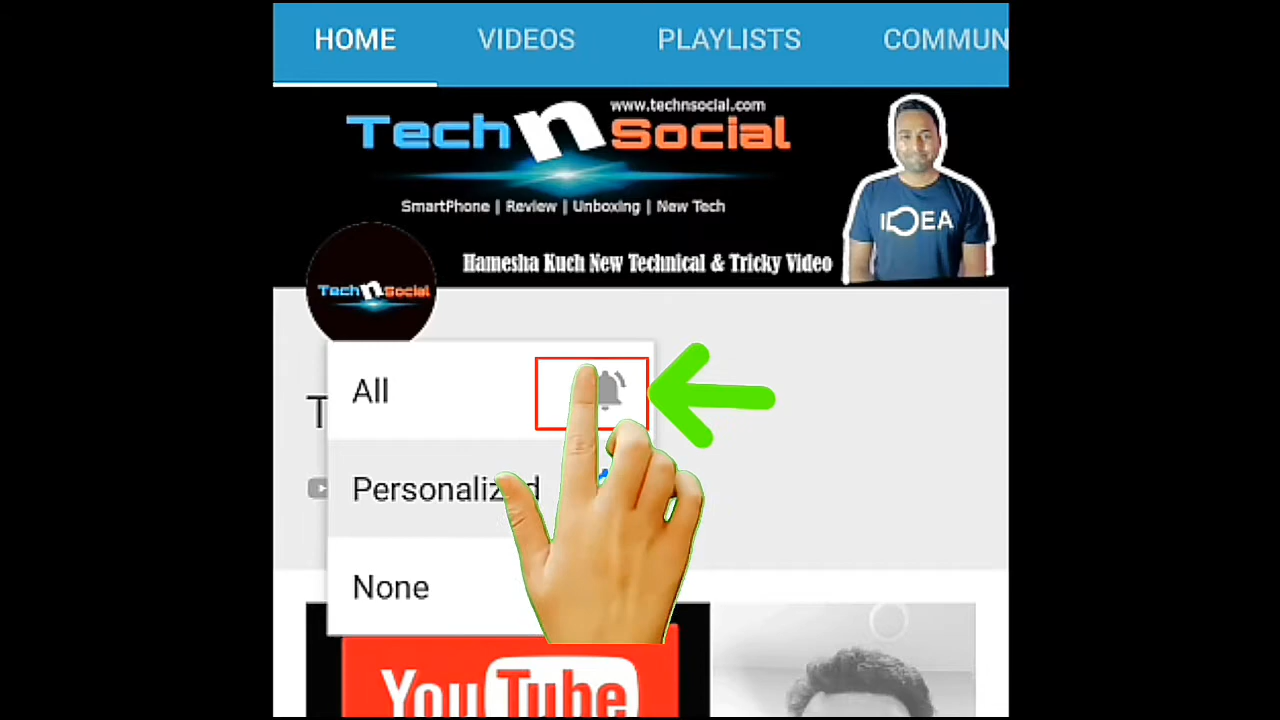 HOME VIDEOS PLAYLISTS COMMUN
www.technsocial.com
Tech n Social
SmartPhone | Review | Unboxing | New Tech
IDEA
Hamesha Kuch New Technical & Tricky Video
Tech n Social
All
T
Personalized
None
YouTube